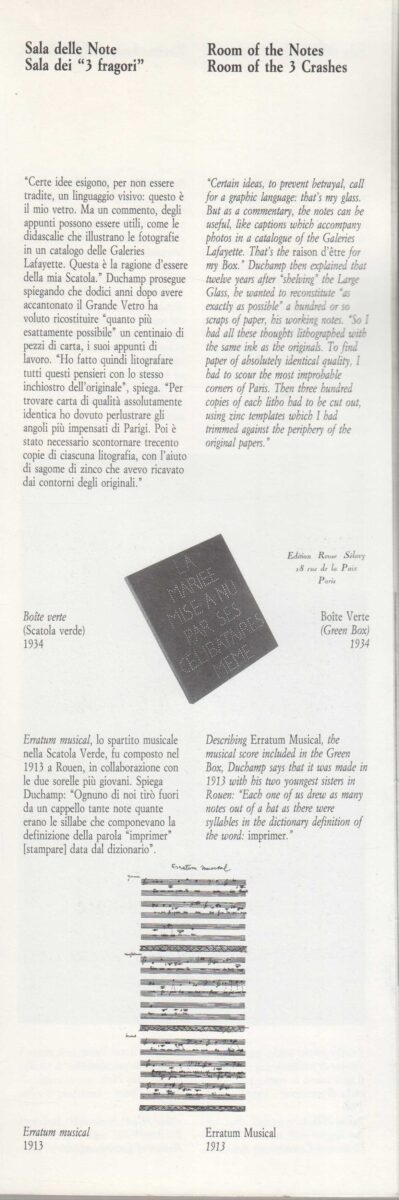 Sala delle Note
Sala dei “3 fragori”
Room of the Notes
Room of the 3 Crashes
“Certe idee esigono, per non essere
tradite, un linguaggio visivo: questo è
il mio vetro. Ma un commento, degli
appunti possono essere utili, come le
didascalie che illustrano le fotografie
in un catalogo delle Galeries
Lafayette. Questa è la ragione d'essere
della mia Scatola.” Duchamp prosegue
spiegando che dodici anni dopo avere
accantonato il Grande Vetro ha
voluto ricostituire “quanto più
esattamente possibile” un centinaio di
pezzi di carta, i suoi appunti di
lavoro. “Ho fatto quindi litografare
tutti questi pensieri con lo stesso
inchiostro dell'originale”, spiega. “Per
trovare carta di qualità assolutamente
identica ho dovuto perlustrare gli
angoli più impensati di Parigi. Poi è
stato necessario scontornare trecento
copie di ciascuna litografia, con l'aiuto
di sagome di zinco che avevo ricavato
dai contorni degli originali.”
“Certain ideas, to prevent betrayal, call
for a graphic language: that's my glass.
But as a commentary, the notes can be
useful, like captions which accompany
photos in a catalogue of the Galeries
Lafayette. That's the raison d'être for
my Box.” Duchamp then explained that
twelve years after “shelving” the Large
Glass, he wanted to reconstitute “as
exactly as possible” a hundred or so
scraps of paper, his working notes. “So I
had all these thoughts lithographed with
the same ink as the originals. To find
paper of absolutely identical quality, I
had to scour the most improbable
corners of Paris. Then three hundred
copies of each litho had to be cut out,
using zinc templates which I had
trimmed against the periphery of the
original papers.”
LA
MARIEE
MISE A NU
PAR SES
CELIBATAIRES
MEME
Edition Rrose Sélavy
18 rue de la Paix
Paris
Boîte verte
(Scatola verde)
1934
Boîte Verte
(Green Box)
1934
Erratum musical, lo spartito musicale
nella Scatola Verde, fu composto nel
1913 a Rouen, in collaborazione con
le due sorelle più giovani. Spiega
Duchamp: “Ognuno di noi tirò fuori
da un cappello tante note quante
erano le sillabe che componevano la
definizione della parola “imprimer”
[stampare] data dal dizionario”.
Describing Erratum Musical, the
musical score included in the Green
Box, Duchamp says that it was made in
1913 with his two youngest sisters in
Rouen: “Each one of us drew as many
notes out of a hat as there were
syllables in the dictionary definition of
the word: imprimer.”
Erratum Musical
Erratum musical
1913
Erratum Musical
1913